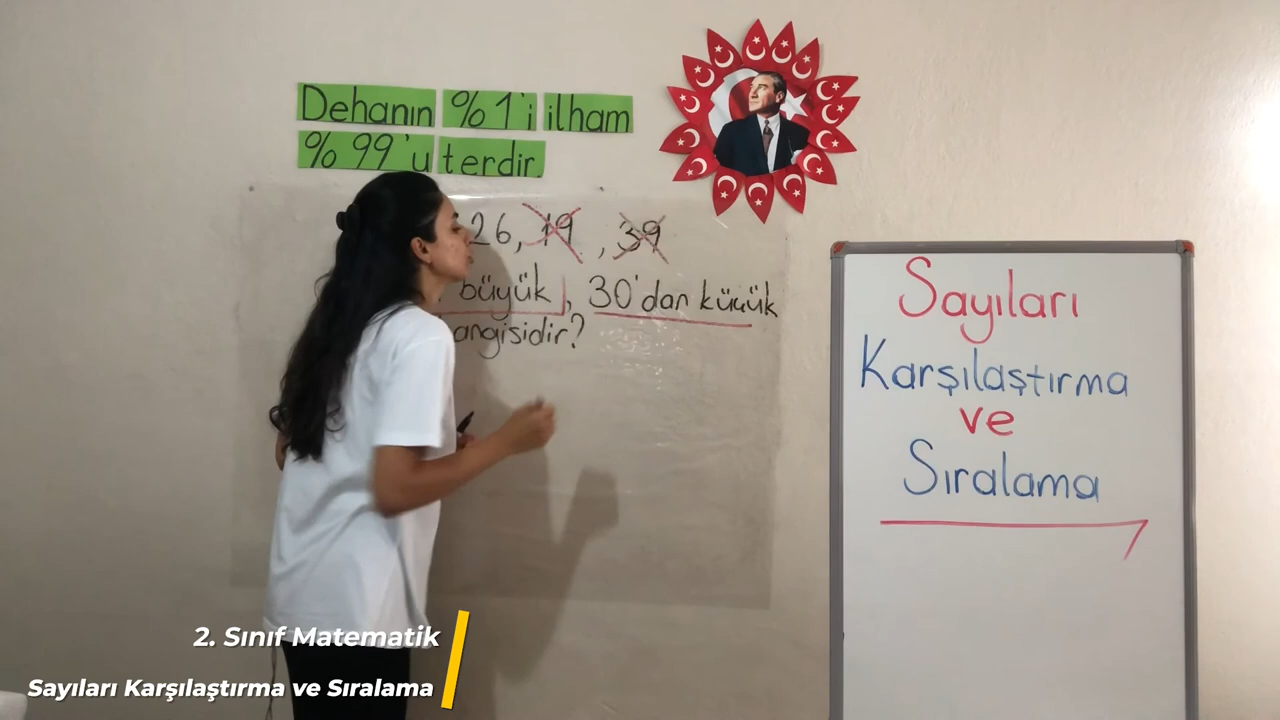 Dehanın %1'i ilham
%99'u terdir.
26, 19, 39
büyük, 30'dan küçük
angisidir?
Sayıları
Karşılaştırma
ve
Sıralama
2. Sınıf Matematik
Sayıları Karşılaştırma ve Sıralama